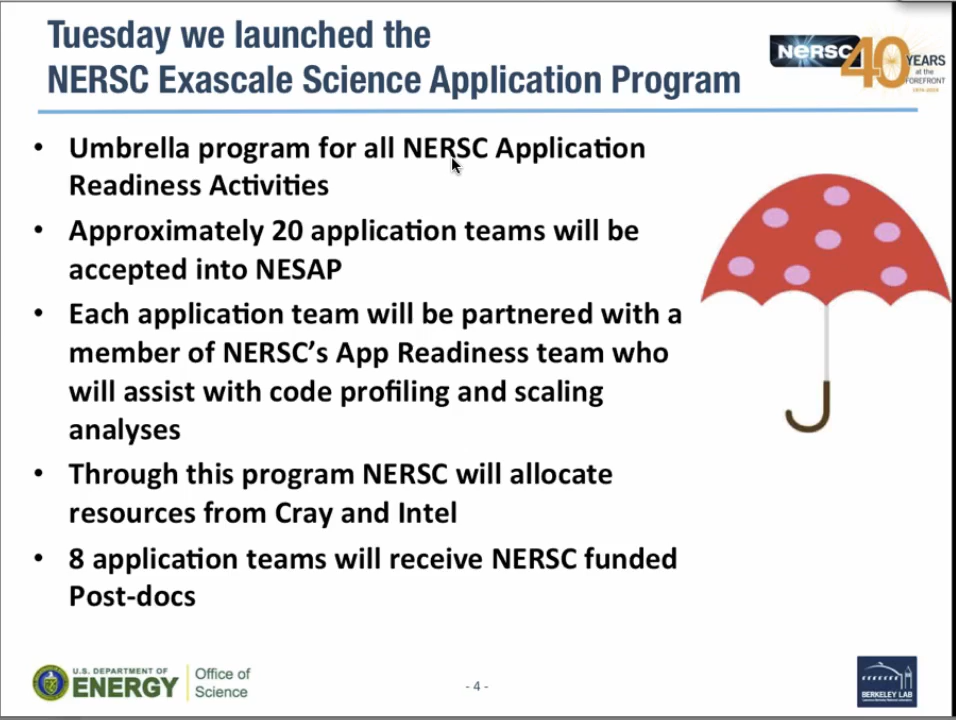 Tuesday we launched the
NERSC Exascale Science Application Program
NERSC 40 YEARS
at the
FOREFRONT
1974-2014
• Umbrella program for all NERSC Application
Readiness Activities
• Approximately 20 application teams will be
accepted into NESAP
• Each application team will be partnered with a
member of NERSC’s App Readiness team who
will assist with code profiling and scaling
analyses
• Through this program NERSC will allocate
resources from Cray and Intel
• 8 application teams will receive NERSC funded
Post-docs
U.S. DEPARTMENT OF
ENERGY
Office of
Science
- 4 -
BERKELEY LAB